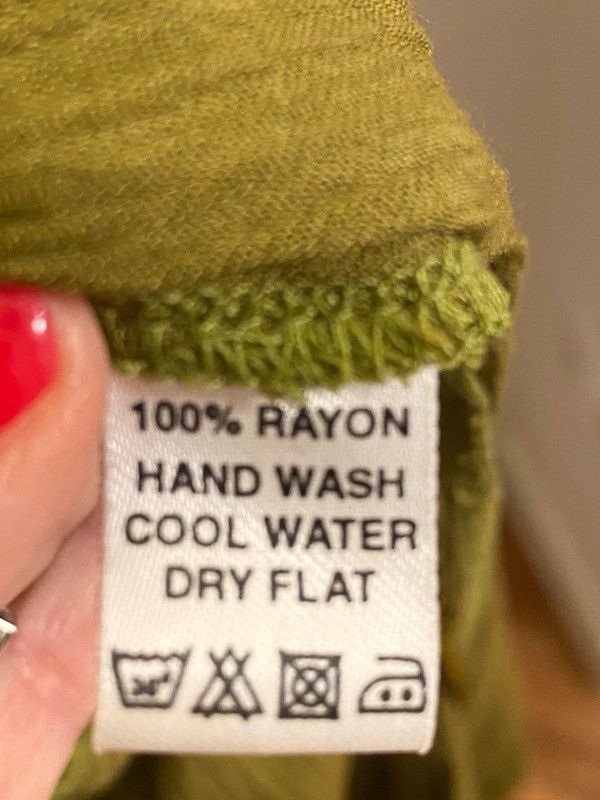 100% RAYON
HAND WASH
COOL WATER
DRY FLAT